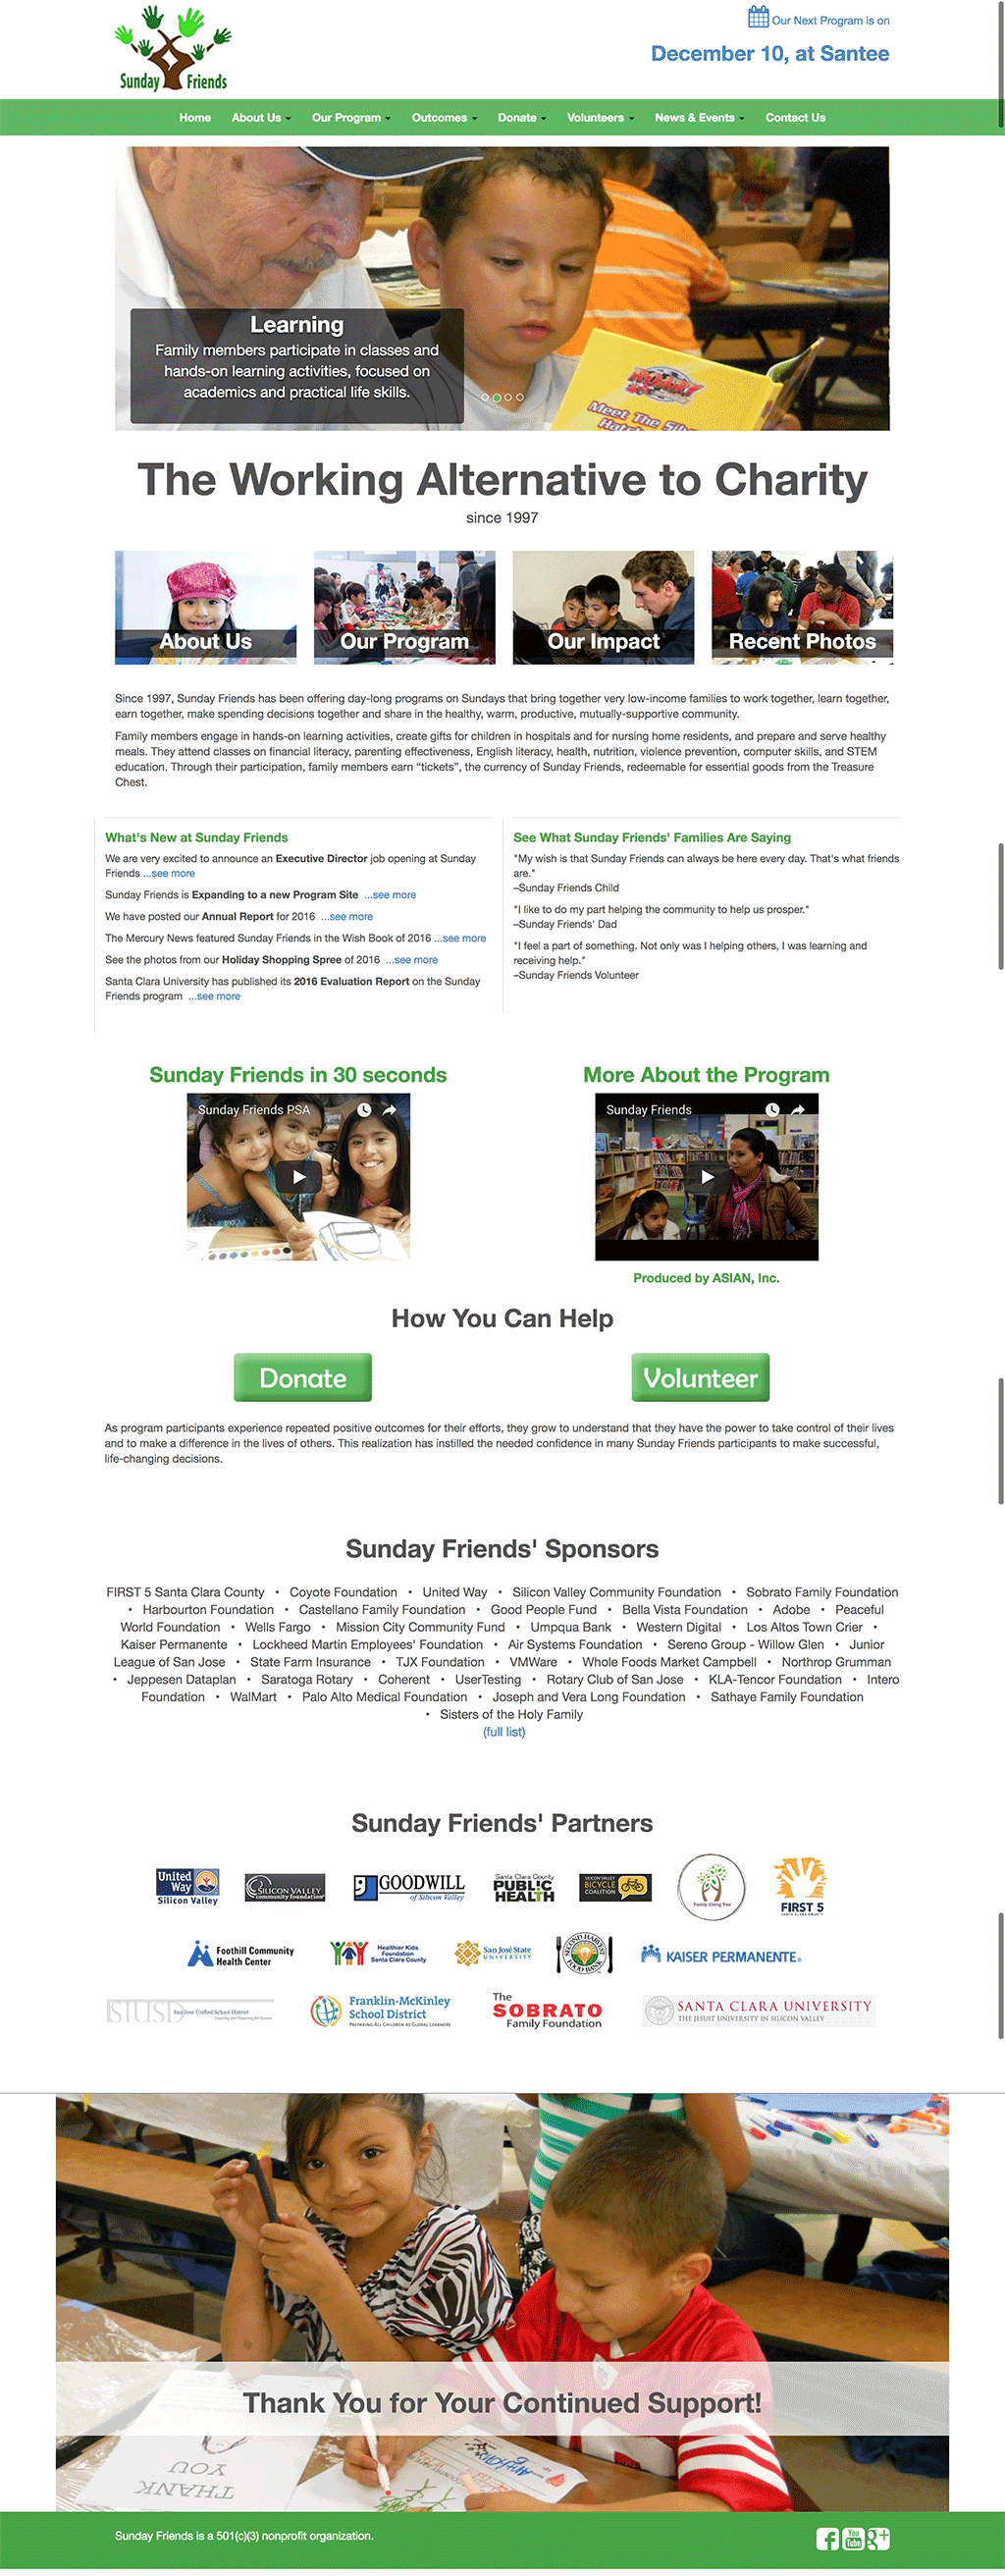 Sunday Friends
Our Next Program is on
December 10, at Santee
Home About Us Our Program Outcomes Donate Volunteers News & Events Contact Us
Learning
Family members participate in classes and
hands-on learning activities, focused on
academics and practical life skills.
ROARY
Meet The
The Working Alternative to Charity
since 1997
About Us Our Program Our Impact Recent Photos
Since 1997, Sunday Friends has been offering day-long programs on Sundays that bring together very low-income families to work together, learn together,
earn together, make spending decisions together and share in the healthy, warm, productive, mutually-supportive community.
Family members engage in hands-on learning activities, create gifts for children in hospitals and for nursing home residents, and prepare and serve healthy
meals. They attend classes on financial literacy, parenting effectiveness, English literacy, health, nutrition, violence prevention, computer skills, and STEM
education. Through their participation, family members earn “tickets”, the currency of Sunday Friends, redeemable for essential goods from the Treasure
Chest.
What's New at Sunday Friends
We are very excited to announce an Executive Director job opening at Sunday
Friends ...see more
Sunday Friends is Expanding to a new Program Site ...see more
We have posted our Annual Report for 2016 ...see more
The Mercury News featured Sunday Friends in the Wish Book of 2016 ...see more
See the photos from our Holiday Shopping Spree of 2016 ...see more
Santa Clara University has published its 2016 Evaluation Report on the Sunday
Friends program ...see more
See What Sunday Friends' Families Are Saying
"My wish is that Sunday Friends can always be here every day. That's what friends
are."
–Sunday Friends Child
"I like to do my part helping the community to help us prosper."
–Sunday Friends' Dad
"I feel a part of something. Not only was I helping others, I was learning and
receiving help."
–Sunday Friends Volunteer
Sunday Friends in 30 seconds
Sunday Friends PSA
More About the Program
Sunday Friends
Produced by ASIAN, Inc.
How You Can Help
Donate Volunteer
As program participants experience repeated positive outcomes for their efforts, they grow to understand that they have the power to take control of their lives
and to make a difference in the lives of others. This realization has instilled the needed confidence in many Sunday Friends participants to make successful,
life-changing decisions.
Sunday Friends' Sponsors
FIRST 5 Santa Clara County • Coyote Foundation • United Way • Silicon Valley Community Foundation • Sobrato Family Foundation
• Harbourton Foundation • Castellano Family Foundation • Good People Fund • Bella Vista Foundation • Adobe • Peaceful
World Foundation • Wells Fargo • Mission City Community Fund • Umpqua Bank • Western Digital • Los Altos Town Crier •
Kaiser Permanente • Lockheed Martin Employees' Foundation • Air Systems Foundation • Sereno Group - Willow Glen • Junior
League of San Jose • State Farm Insurance • TJX Foundation • VMWare • Whole Foods Market Campbell • Northrop Grumman
• Jeppesen Dataplan • Saratoga Rotary • Coherent • UserTesting • Rotary Club of San Jose • KLA-Tencor Foundation • Intero
Foundation • WalMart • Palo Alto Medical Foundation • Joseph and Vera Long Foundation • Sathaye Family Foundation
• Sisters of the Holy Family
(full list)
Sunday Friends' Partners
United
Way
Silicon Valley
SILICON VALLEY
community foundation
GOODWILL
of Silicon Valley
Santa Clara County
PUBLIC
HEALTH
SILICON VALLEY
BICYCLE
COALITION
Family Giving Tree
FIRST 5
SANTA CLARA COUNTY
Foothill Community
Health Center
Healthier Kids
Foundation
Santa Clara County
San José State
UNIVERSITY
SECOND HARVEST
FOOD BANK
KAISER PERMANENTE®
SJUSD San Jose Unified School District
Inspiring and Preparing for Success
Franklin-McKinley
School District
PREPARING ALL CHILDREN AS GLOBAL LEARNERS
The
SOBRATO
Family Foundation
SANTA CLARA UNIVERSITY
THE JESUIT UNIVERSITY IN SILICON VALLEY
Thank You for Your Continued Support!
THANK
YOU
Sunday Friends is a 501(c)(3) nonprofit organization.
You
Tube
g+